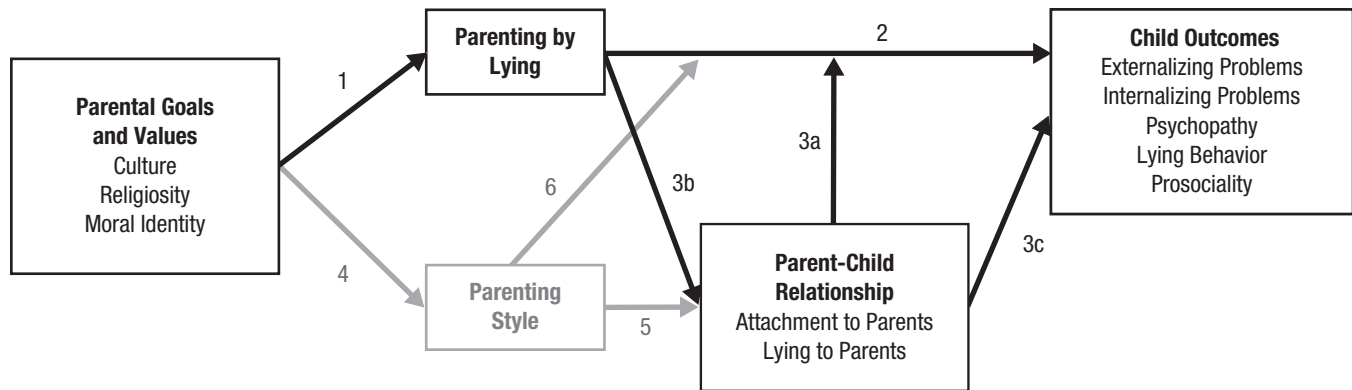 Parental Goals
and Values
Culture
Religiosity
Moral Identity
1
4
Parenting by
Lying
Parenting
Style
6
3b
5
2
3a
Parent-Child
Relationship
Attachment to Parents
Lying to Parents
3c
Child Outcomes
Externalizing Problems
Internalizing Problems
Psychopathy
Lying Behavior
Prosociality